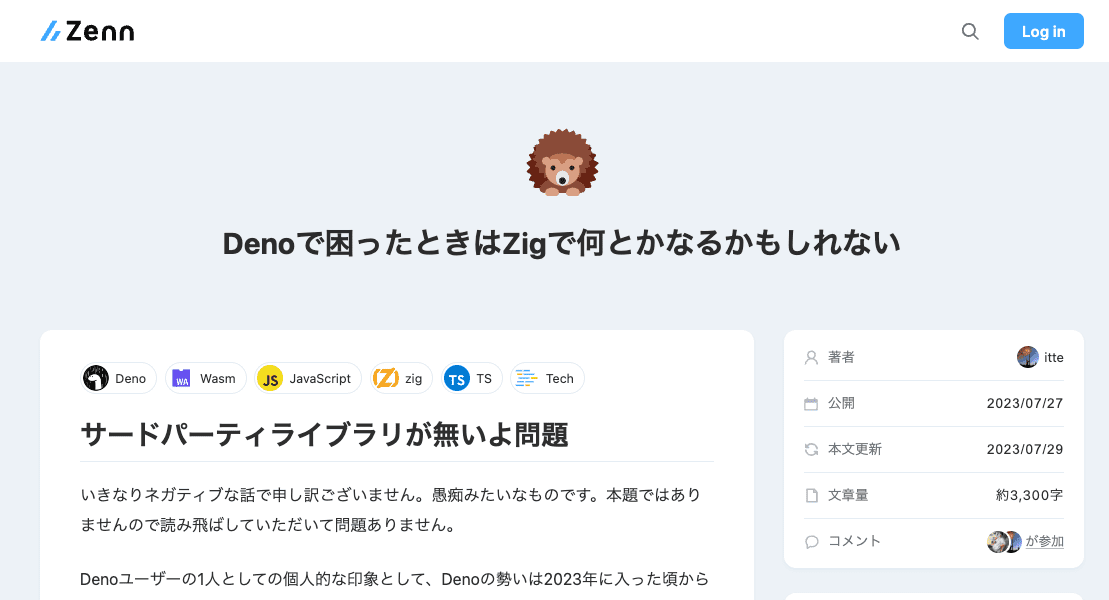 Zenn
Log in
Denoで困ったときはZigで何とかなるかもしれない
Deno
WA
Wasm
JS
JavaScript
zig
TS
TS
Tech
サードパーティライブラリが無いよ問題
いきなりネガティブな話で申し訳ございません。愚痴みたいなものです。本題ではあり
ませんので読み飛ばしていただいて問題ありません。
Denoユーザーの1人としての個人的な印象として、Denoの勢いは2023年に入った頃から
著者
itte
公開
2023/07/27
本文更新
2023/07/29
文章量
約3,300字
コメント
が参加